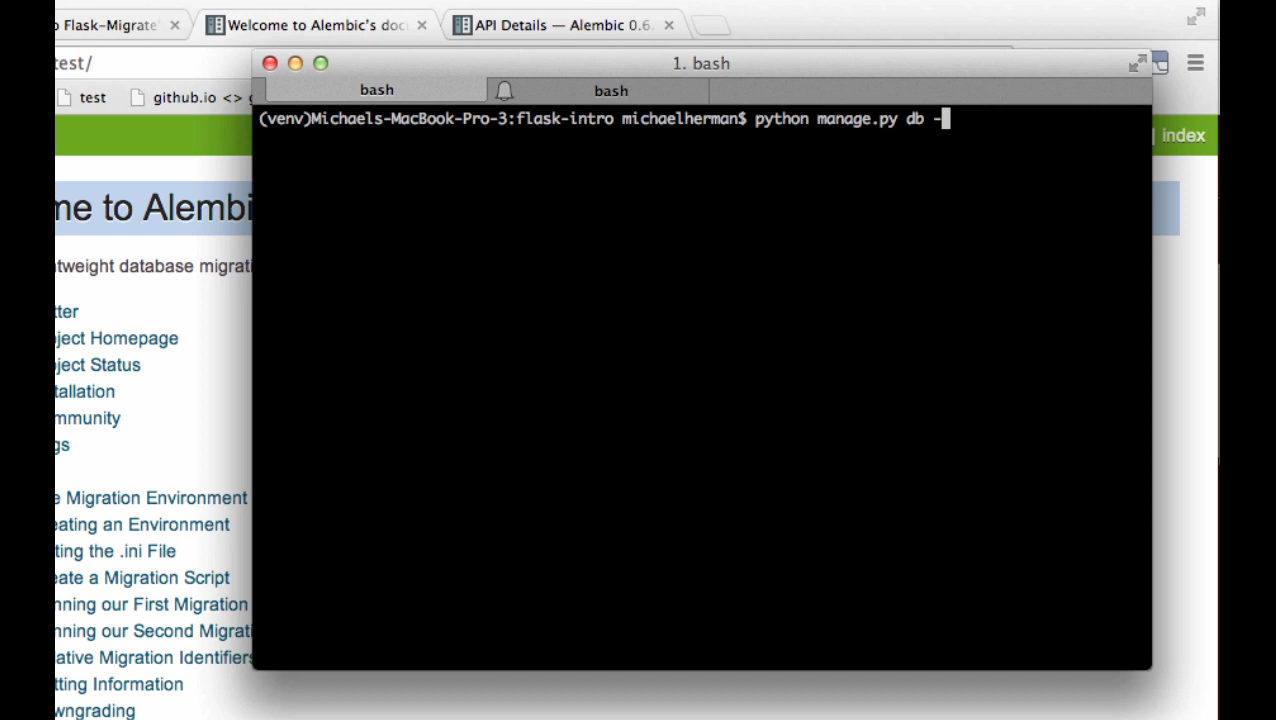 o Flask-Migrate'
Welcome to Alembic's doc
API Details — Alembic 0.6.
test/
1. bash
test
github.io <> g
bash
bash
(venv)Michaels-MacBook-Pro-3:flask-intro michaelherman$ python manage.py db -
| index
me to Alembi
ntweight database migrati
tter
ject Homepage
ject Status
tallation
mmunity
gs
e Migration Environment
eating an Environment
ting the .ini File
eate a Migration Script
nning our First Migration
nning our Second Migrati
ative Migration Identifiers
tting Information
wngrading